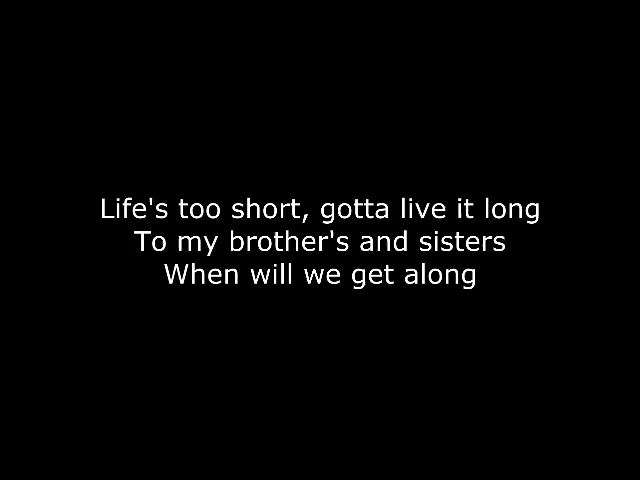 Life's too short, gotta live it long
To my brother's and sisters
When will we get along